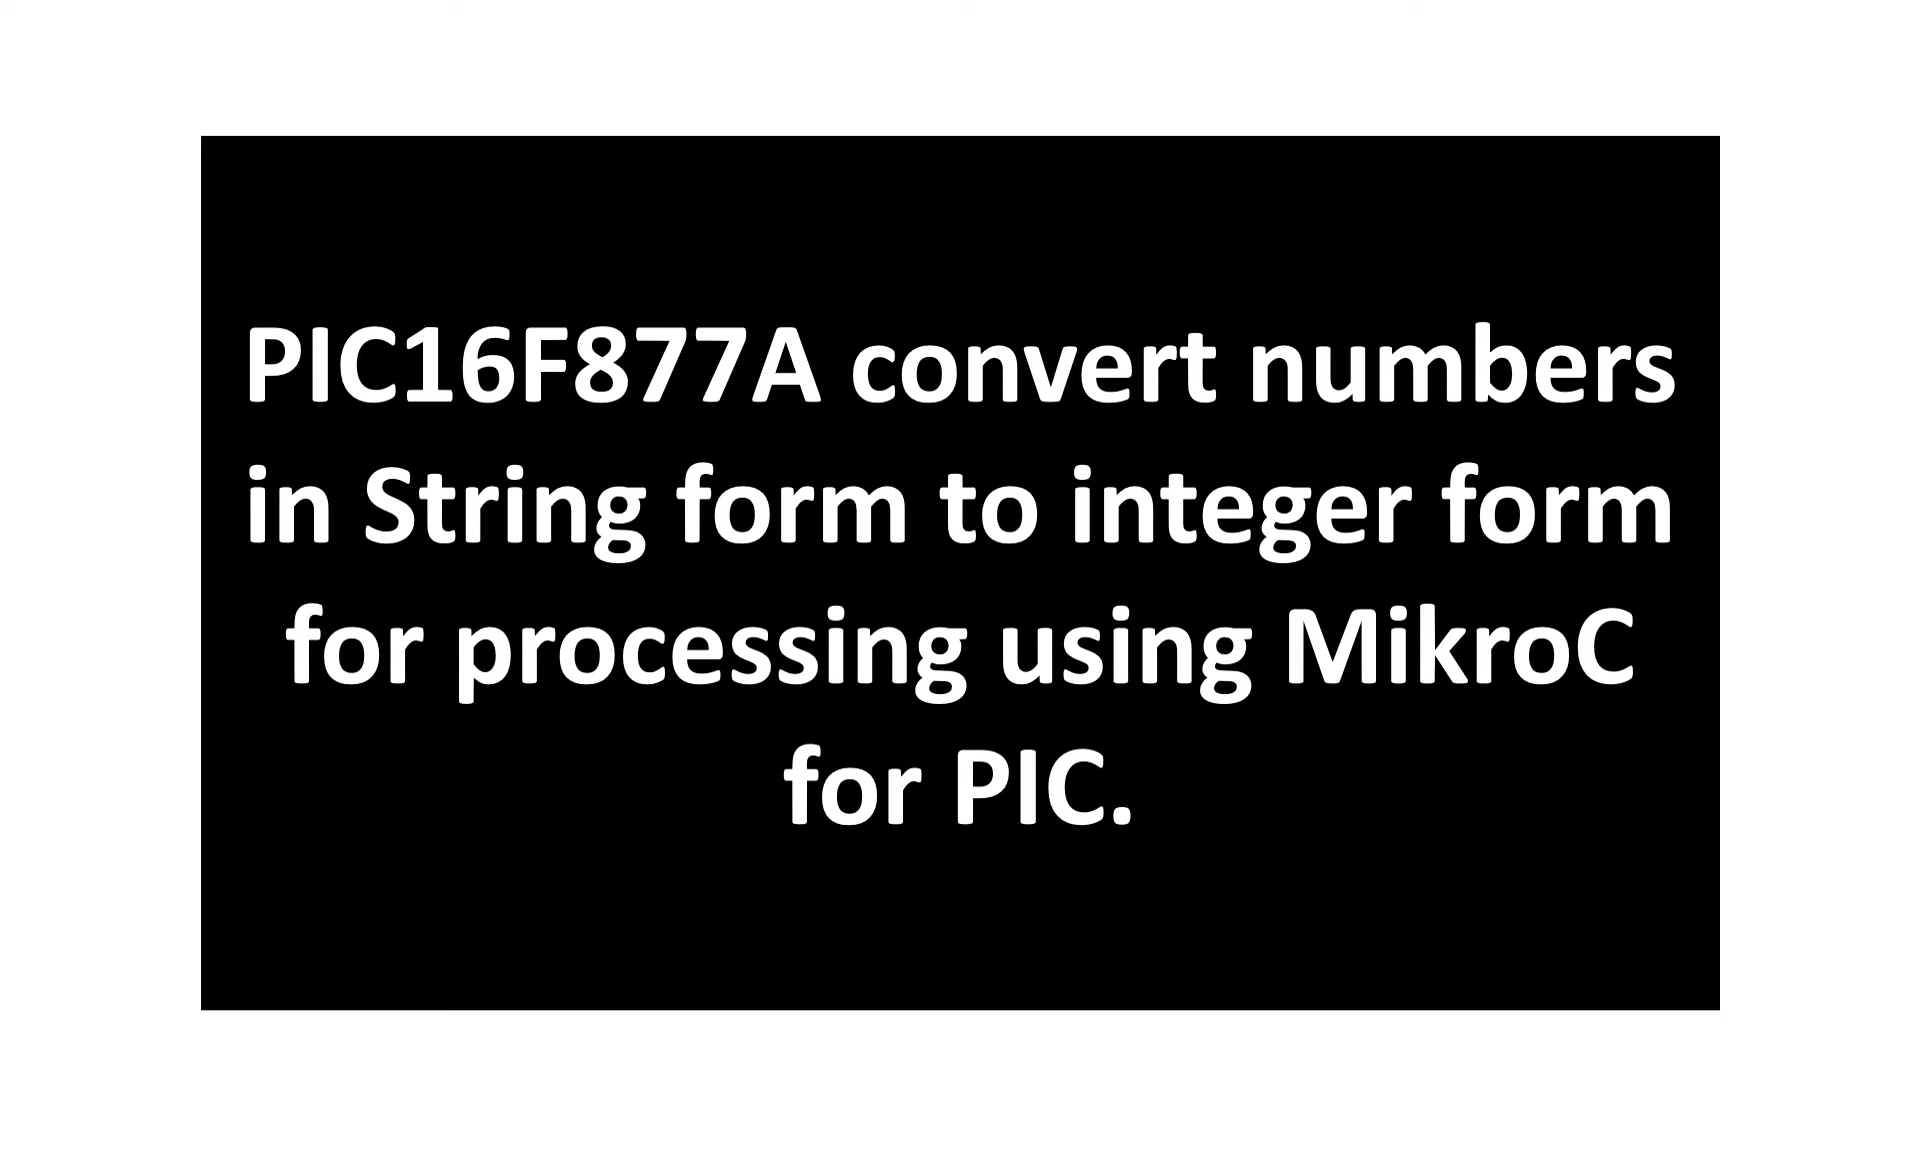 PIC16F877A convert numbers
in String form to integer form
for processing using MikroC
for PIC.